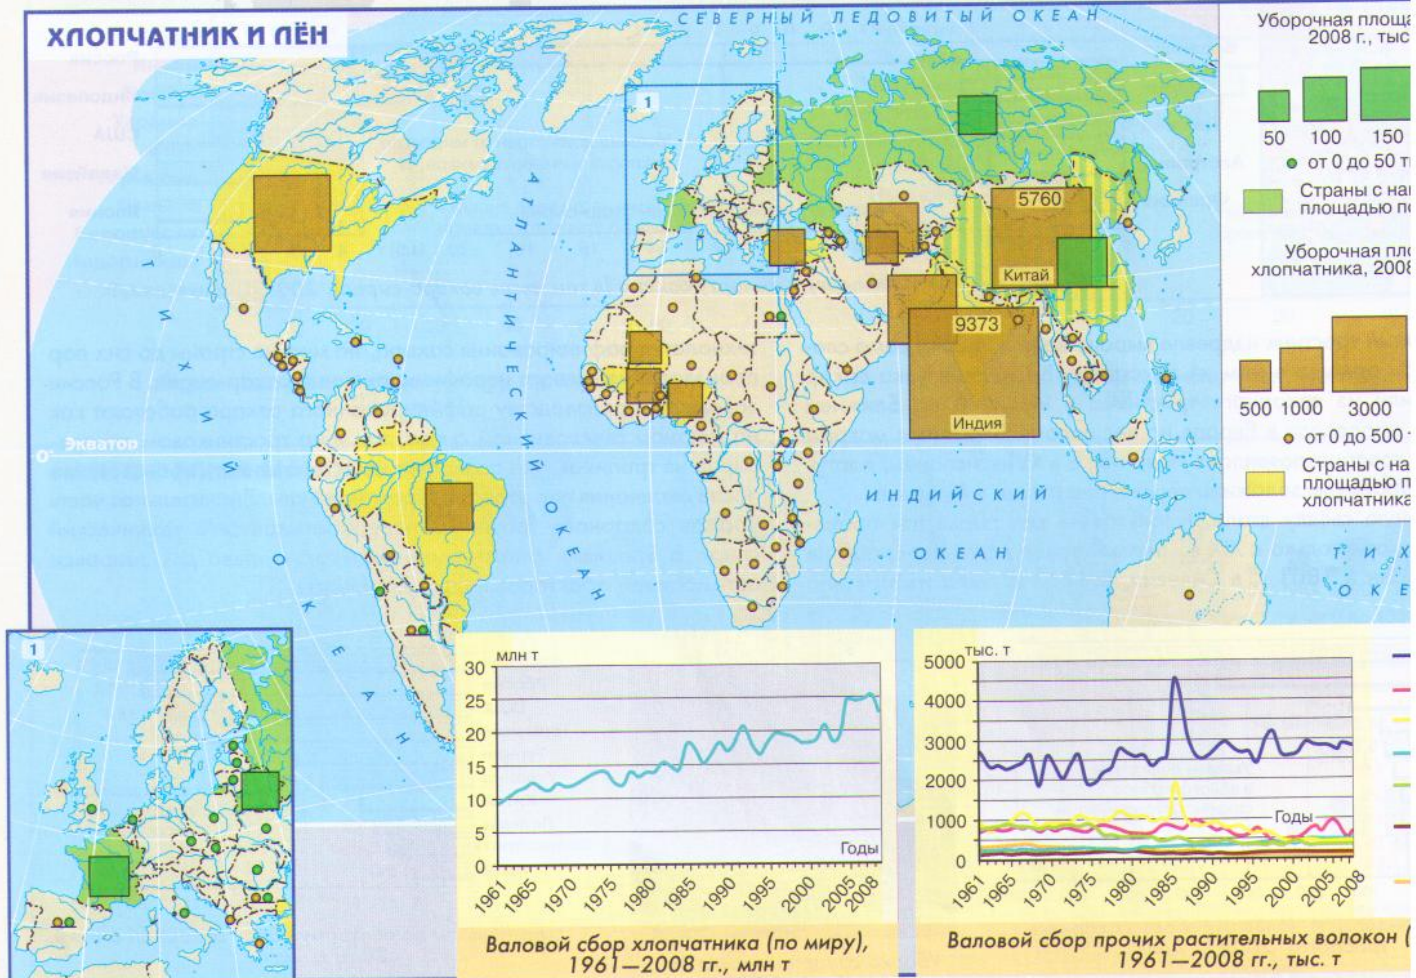 ХЛОПЧАТНИК И ЛЁН
СЕВЕРНЫЙ ЛЕДОВИТЫЙ ОКЕАН
1
АТЛАНТИЧЕСКИЙ ОКЕАН
ТИХИЙ ОКЕАН
Экватор
0°
5760
Китай
9373
Индия
ИНДИЙСКИЙ
ОКЕАН
ТИХ
ОКЕ
Уборочная площа
2008 г., тыс
50 100 150
от 0 до 50 т
Страны с на
площадью п
Уборочная пло
хлопчатника, 2008
500 1000 3000
от 0 до 500 т
Страны с на
площадью п
хлопчатника
1
млн т
30
25
20
15
10
5
0
Годы
1961 1965 1970 1975 1980 1985 1990 1995 2000 2005 2008
Валовой сбор хлопчатника (по миру),
1961—2008 гг., млн т
тыс. т
5000
4000
3000
2000
1000
0
Годы
1961 1965 1970 1975 1980 1985 1990 1995 2000 2005 2008
Валовой сбор прочих растительных волокон (
1961—2008 гг., тыс. т